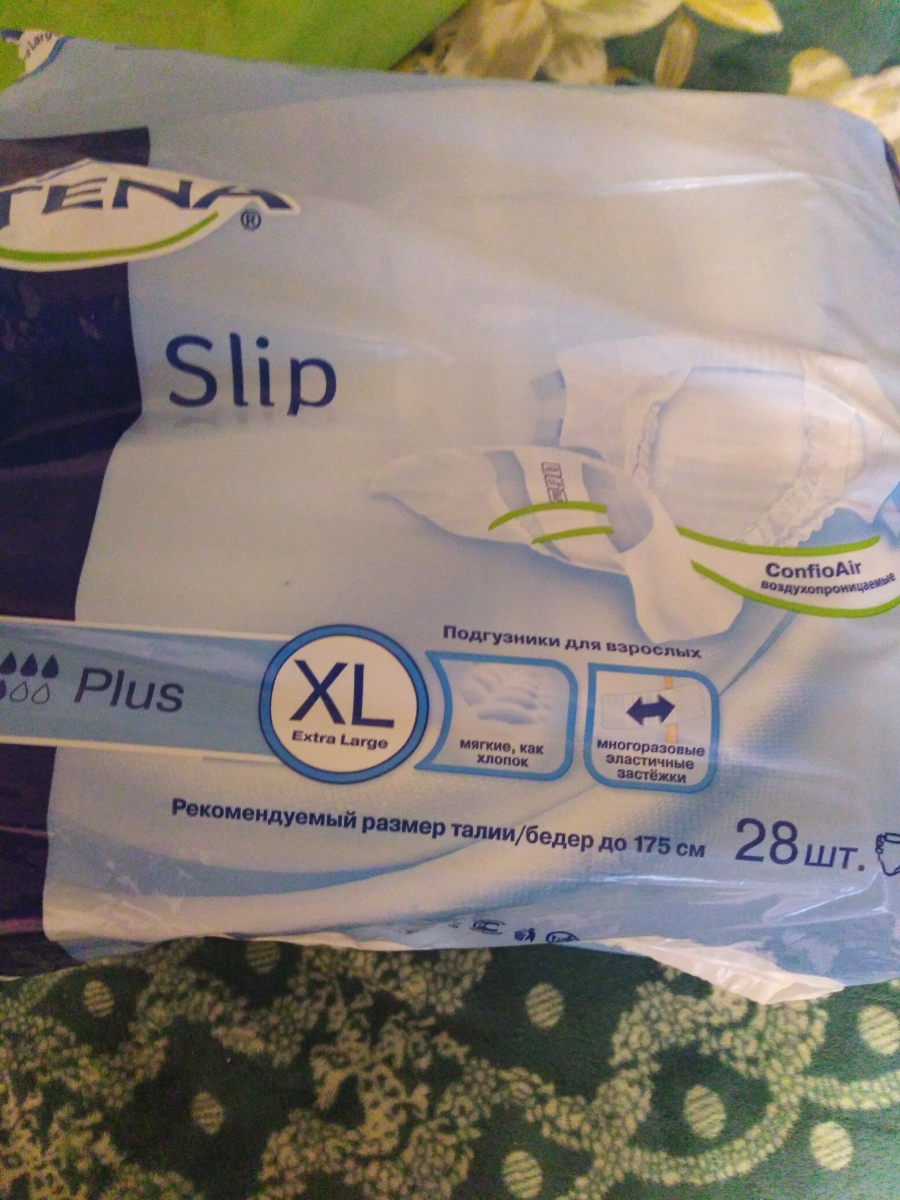 TENA
®
Slip
ConfioAir
воздухопроницаемые
Подгузники для взрослых
Plus
XL
Extra Large
мягкие, как
хлопок
многоразовые
эластичные
застёжки
Рекомендуемый размер талии/бедер до 175 см
28 шт.